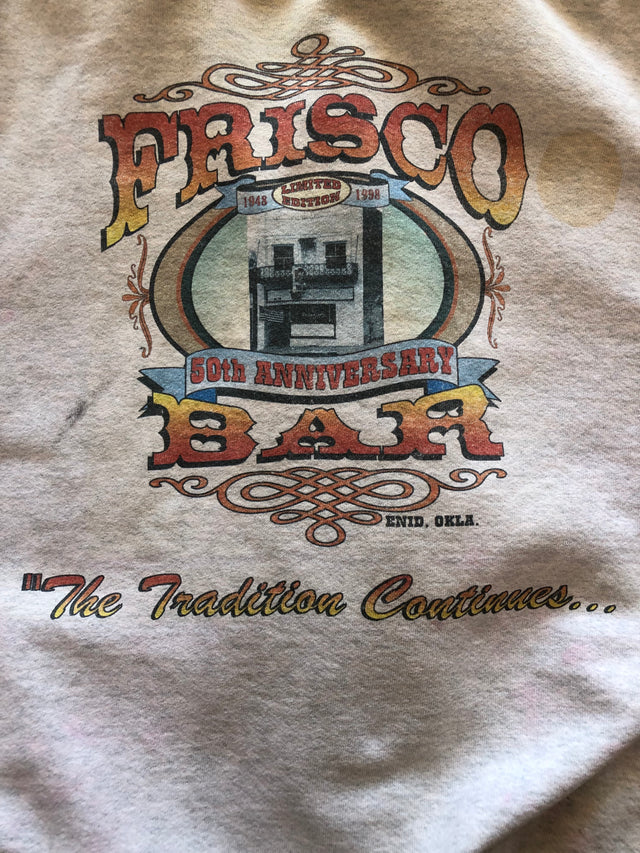 FRISCO
1948 LIMITED EDITION 1998
50th ANNIVERSARY
BAR
ENID, OKLA.
"The Tradition Continues...